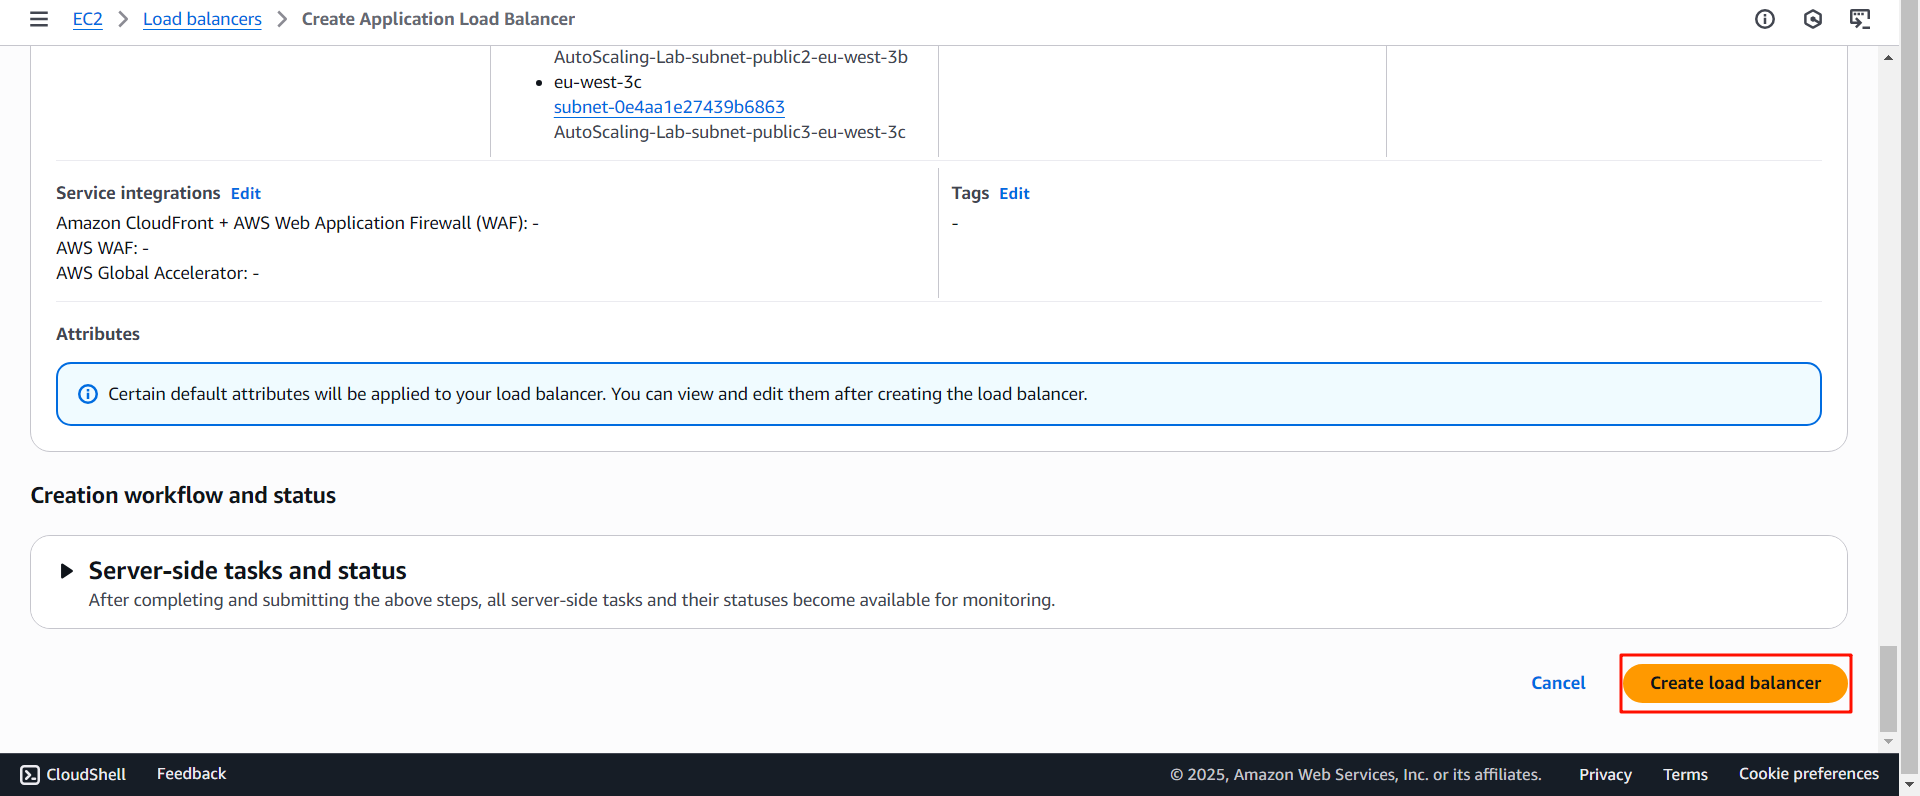 EC2 > Load balancers > Create Application Load Balancer
AutoScaling-Lab-subnet-public2-eu-west-3b
• eu-west-3c
subnet-0e4aa1e27439b6863
AutoScaling-Lab-subnet-public3-eu-west-3c
Service integrations Edit
Amazon CloudFront + AWS Web Application Firewall (WAF): -
AWS WAF: -
AWS Global Accelerator: -
Tags Edit
-
Attributes
Certain default attributes will be applied to your load balancer. You can view and edit them after creating the load balancer.
Creation workflow and status
Server-side tasks and status
After completing and submitting the above steps, all server-side tasks and their statuses become available for monitoring.
Cancel Create load balancer
CloudShell Feedback © 2025, Amazon Web Services, Inc. or its affiliates. Privacy Terms Cookie preferences